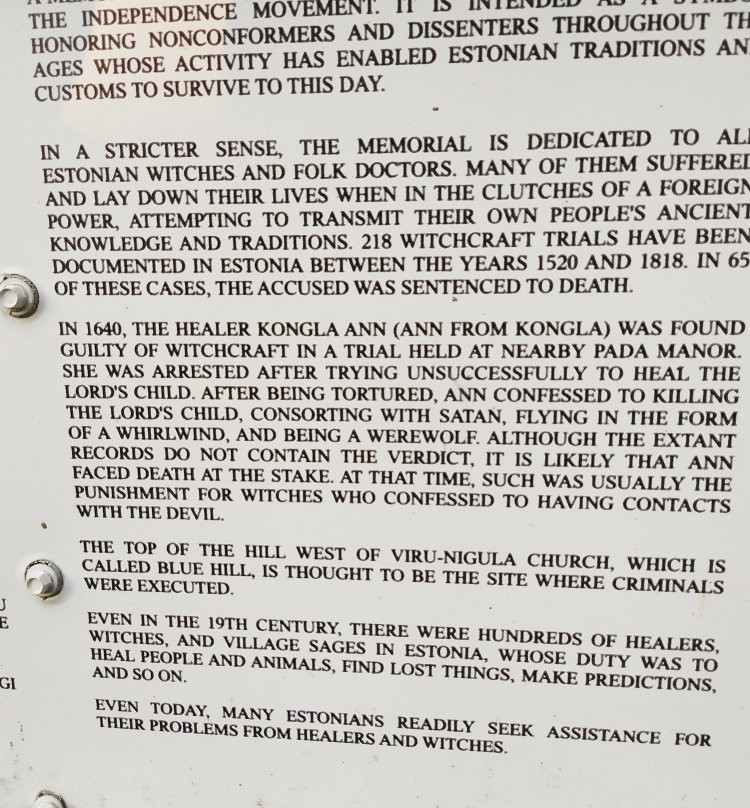 THE INDEPENDENCE MOVEMENT. IT IS INTENDED AS A
HONORING NONCONFORMERS AND DISSENTERS THROUGHOUT TH
AGES WHOSE ACTIVITY HAS ENABLED ESTONIAN TRADITIONS AN
CUSTOMS TO SURVIVE TO THIS DAY.
IN A STRICTER SENSE, THE MEMORIAL IS DEDICATED TO ALL
ESTONIAN WITCHES AND FOLK DOCTORS. MANY OF THEM SUFFERED
AND LAY DOWN THEIR LIVES WHEN IN THE CLUTCHES OF A FOREIGN
POWER, ATTEMPTING TO TRANSMIT THEIR OWN PEOPLE'S ANCIENT
KNOWLEDGE AND TRADITIONS. 218 WITCHCRAFT TRIALS HAVE BEEN
DOCUMENTED IN ESTONIA BETWEEN THE YEARS 1520 AND 1818. IN 65
OF THESE CASES, THE ACCUSED WAS SENTENCED TO DEATH.
IN 1640, THE HEALER KONGLA ANN (ANN FROM KONGLA) WAS FOUND
GUILTY OF WITCHCRAFT IN A TRIAL HELD AT NEARBY PADA MANOR.
SHE WAS ARRESTED AFTER TRYING UNSUCCESSFULLY TO HEAL THE
LORD'S CHILD. AFTER BEING TORTURED, ANN CONFESSED TO KILLING
THE LORD'S CHILD, CONSORTING WITH SATAN, FLYING IN THE FORM
OF A WHIRLWIND, AND BEING A WEREWOLF. ALTHOUGH THE EXTANT
RECORDS DO NOT CONTAIN THE VERDICT, IT IS LIKELY THAT ANN
FACED DEATH AT THE STAKE. AT THAT TIME, SUCH WAS USUALLY THE
PUNISHMENT FOR WITCHES WHO CONFESSED TO HAVING CONTACTS
WITH THE DEVIL.
THE TOP OF THE HILL WEST OF VIRU-NIGULA CHURCH, WHICH IS
CALLED BLUE HILL, IS THOUGHT TO BE THE SITE WHERE CRIMINALS
WERE EXECUTED.
EVEN IN THE 19TH CENTURY, THERE WERE HUNDREDS OF HEALERS,
WITCHES, AND VILLAGE SAGES IN ESTONIA, WHOSE DUTY WAS TO
HEAL PEOPLE AND ANIMALS, FIND LOST THINGS, MAKE PREDICTIONS,
AND SO ON.
EVEN TODAY, MANY ESTONIANS READILY SEEK ASSISTANCE FOR
THEIR PROBLEMS FROM HEALERS AND WITCHES.
U
E
GI